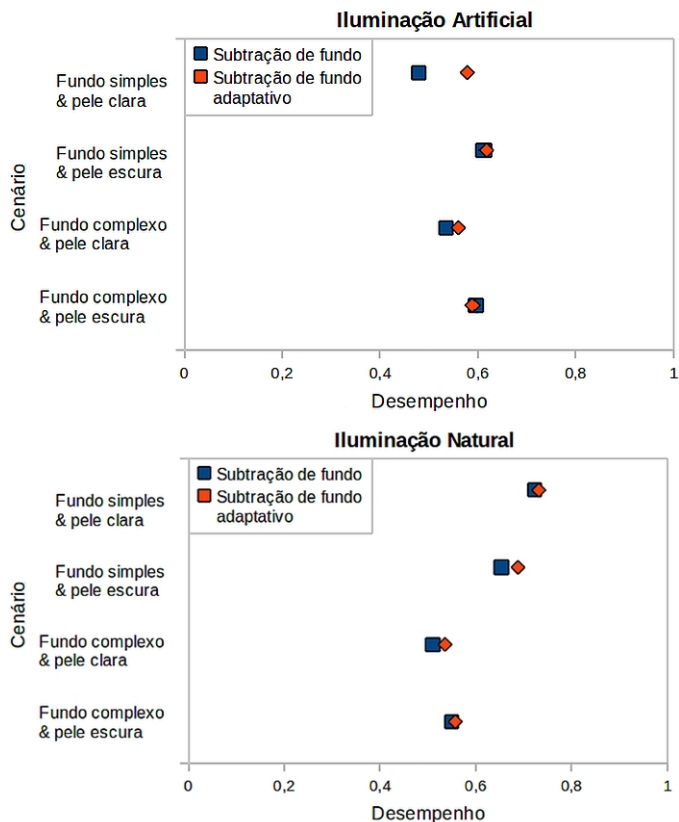 Iluminação Artificial
Subtração de fundo
Subtração de fundo
adaptativo
Fundo simples
& pele clara
Fundo simples
& pele escura
Fundo complexo
& pele clara
Fundo complexo
& pele escura
Cenário
0 0,2 0,4 0,6 0,8 1
Desempenho
Iluminação Natural
Subtração de fundo
Subtração de fundo
adaptativo
Fundo simples
& pele clara
Fundo simples
& pele escura
Fundo complexo
& pele clara
Fundo complexo
& pele escura
Cenário
0 0,2 0,4 0,6 0,8 1
Desempenho